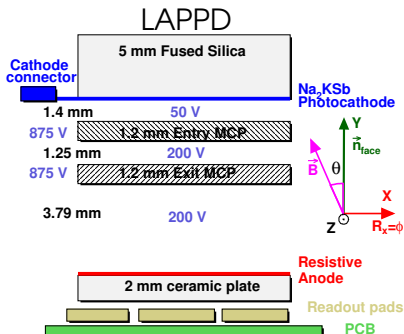 LAPPD
5 mm Fused Silica
Cathode
connector
Na₂KSb
Photocathode
1.4 mm
50 V
875 V
1.2 mm Entry MCP
1.25 mm
200 V
875 V
1.2 mm Exit MCP
3.79 mm
200 V
Y
n⃗face
θ
B⃗
X
Z
Rₓ=ϕ
Resistive
Anode
2 mm ceramic plate
Readout pads
PCB